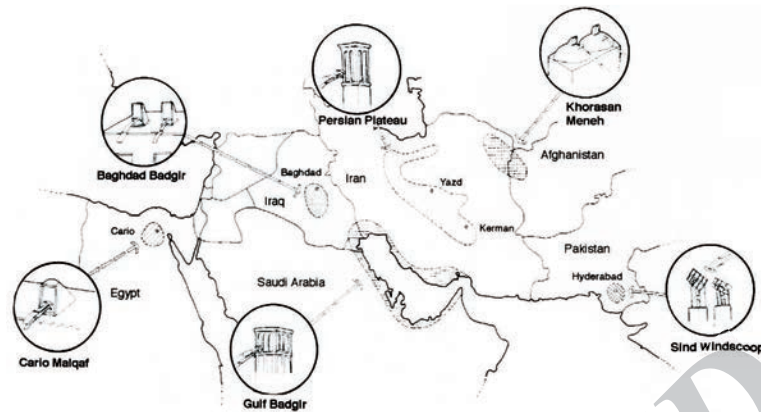 Persian Plateau
Khorasan
Meneh
Baghdad Badgir
Baghdad
Iran
Afghanistan
Yazd
Iraq
Cario
Kerman
Pakistan
Hyderabad
Saudi Arabia
Egypt
Sind Windscoop
Cario Malqaf
Gulf Badgir